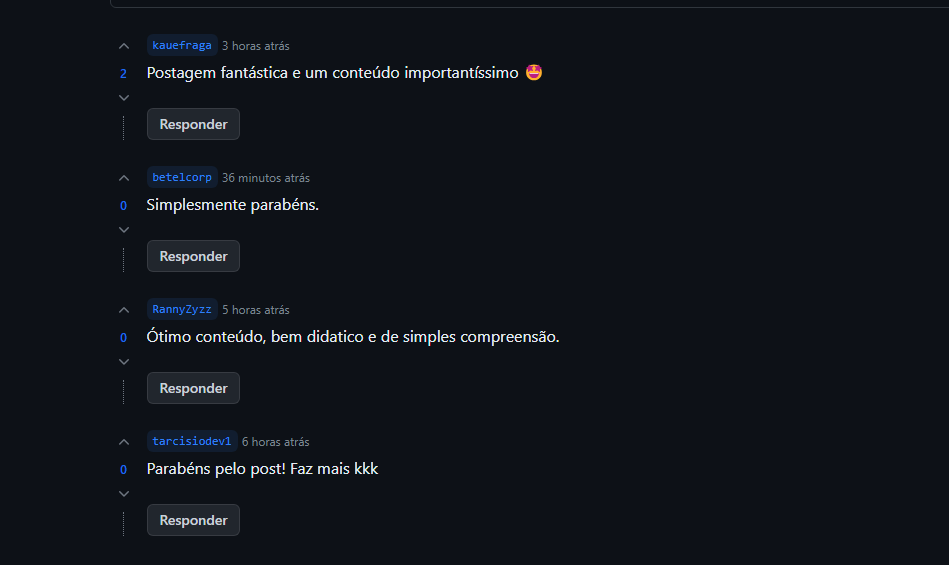 kauefraga 3 horas atrás
2
Postagem fantástica e um conteúdo importantíssimo 🤩
Responder
betelcorp 36 minutos atrás
0
Simplesmente parabéns.
Responder
RannyZyzz 5 horas atrás
0
Ótimo conteúdo, bem didatico e de simples compreensão.
Responder
tarcisiodev1 6 horas atrás
0
Parabéns pelo post! Faz mais kkk
Responder